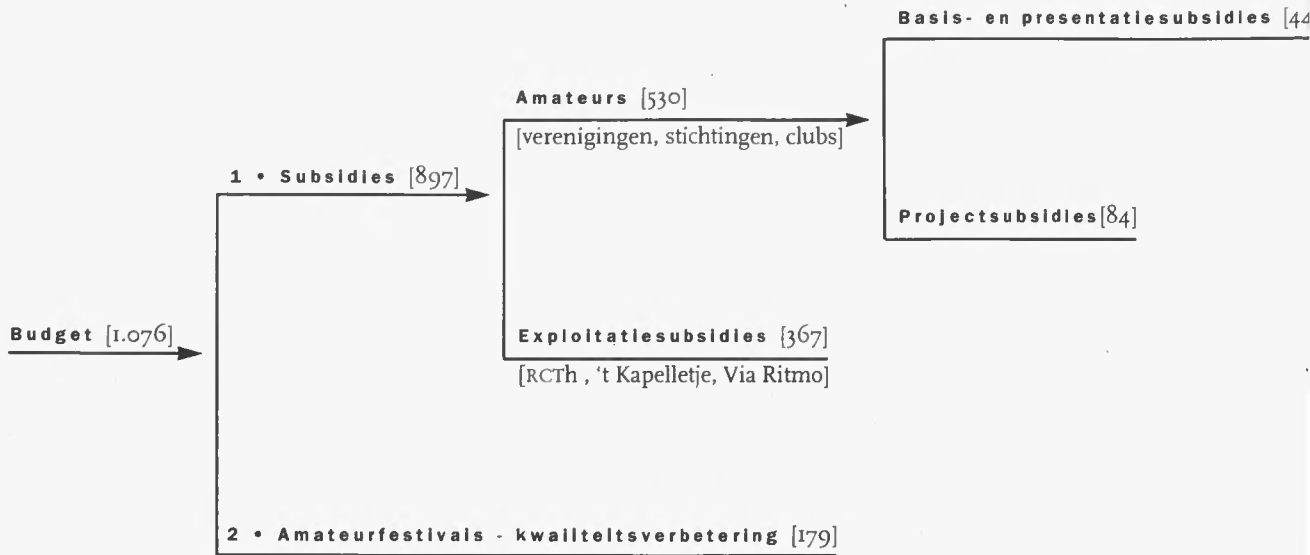 Basis- en presentatiesubsidies [44
Amateurs [530]
[verenigingen, stichtingen, clubs]
1 • Subsidies [897]
Projectsubsidies[84]
Budget [1.076]
Exploitatiesubsidies [367]
[RCTh , 't Kapelletje, Via Ritmo]
2 • Amateurfestivals - kwaliteitsverbetering [179]